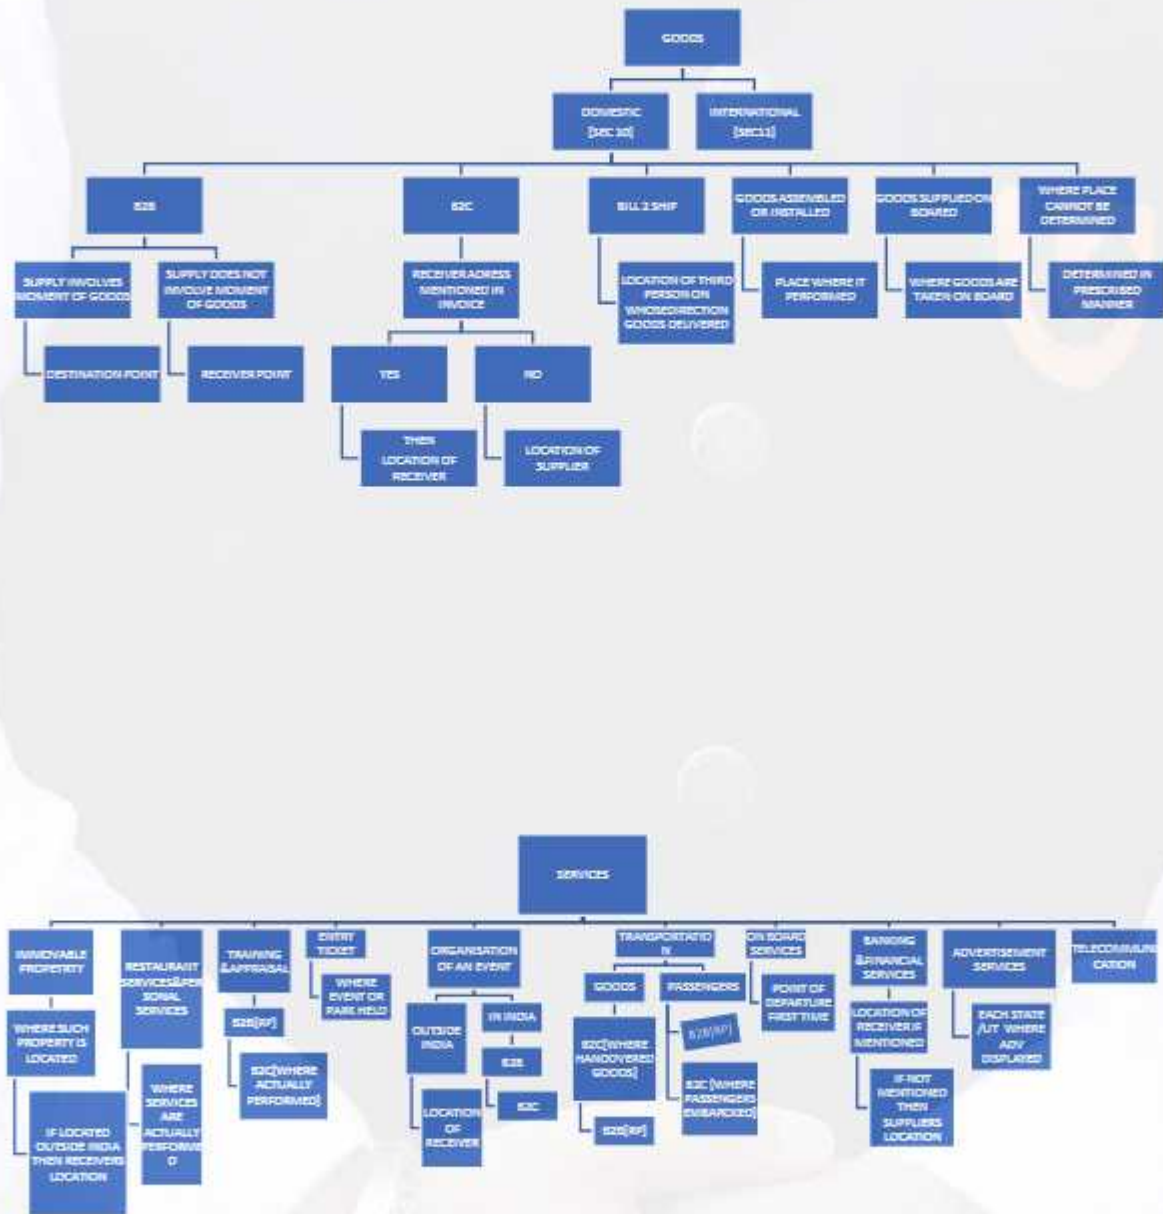 GOODS
DOMESTIC
[SEC 10]
INTERNATIONAL
[SEC11]
B2B
B2C
BILL 2 SHIP
GOODS ASSEMBLED
OR INSTALLED
GOODS SUPPLIED ON
BOARED
WHERE PLACE
CANNOT BE
DETERMINED
SUPPLY INVOLVES
MOMENT OF GOODS
SUPPLY DOES NOT
INVOLVE MOMENT
OF GOODS
RECEIVER ADRESS
MENTIONED IN
INVOICE
LOCATION OF THIRD
PERSON ON
WHOSEDIRECTION
GOODS DELIVERED
PLACE WHERE IT
PERFORMED
WHERE GOODS ARE
TAKEN ON BOARD
DETERMINED IN
PRESCRIBED
MANNER
DESTINATION POINT
RECEIVER POINT
YES
NO
THEN
LOCATION OF
RECEIVER
LOCATION OF
SUPPLIER
SERVICES
IMMOVABLE
RESTAURANT
SERVICES&PER
SONAL
SERVICES
TRAINING
&APPRAISAL
ENTRY
TICKET
ORGANISATION
OF AN EVENT
TRANSPORTATIO
N
ON BOARD
SERVICES
BANKING
&FINANCIAL
SERVICES
ADVERTISEMENT
SERVICES
TELECOMMUNI
CATION
WHERE SUCH
PROPERTY IS
LOCATED
IF LOCATED
OUTSIDE INDIA
THEN RECEIVERS
LOCATION
WHERE
SERVICES
ARE
ACTUALLY
PERFORME
D
B2B[RP]
B2C[WHERE
ACTUALLY
PERFORMED]
WHERE
EVENT OR
PARK HELD
OUTSIDE
INDIA
LOCATION
OF
RECEIVER
IN INDIA
B2B
B2C
GOODS
B2C[WHERE
HANDOVERED
GOODS]
B2B[RP]
PASSENGERS
B2B[RP]
B2C [WHERE
PASSENGERS
EMBARCKED]
POINT OF
DEPARTURE
FIRST TIME
LOCATION OF
RECEIVER IF
MENTIONED
IF NOT
MENTIONED
THEN
SUPPLIERS
LOCATION
EACH STATE
/UT WHERE
ADV
DISPLAYED